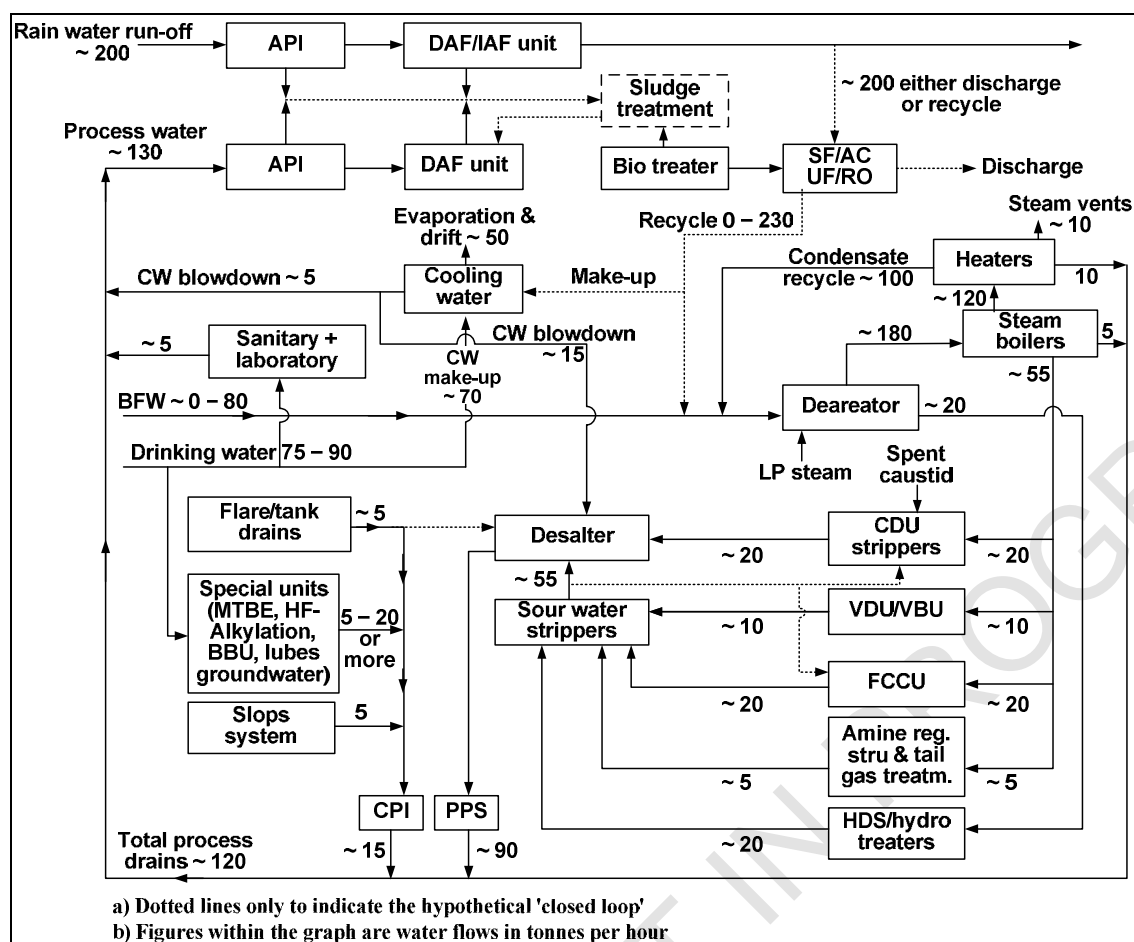 Rain water run-off
~ 200
API
DAF/IAF unit
~ 200 either discharge
or recycle
Sludge
treatment
Process water
~ 130
API
DAF unit
Bio treater
SF/AC
UF/RO
Discharge
Evaporation &
drift ~ 50
Recycle 0 – 230
Steam vents
~ 10
CW blowdown ~ 5
Cooling
water
Make-up
Condensate
recycle ~ 100
Heaters
10
~ 120
~ 5
Sanitary +
laboratory
CW blowdown
~ 15
CW
make-up
~ 70
~ 180
Steam
boilers
5
~ 55
BFW ~ 0 – 80
Deareator
~ 20
Drinking water 75 – 90
LP steam
Spent
caustid
Flare/tank
drains
~ 5
Desalter
~ 20
CDU
strippers
~ 20
~ 55
Special units
(MTBE, HF-
Alkylation,
BBU, lubes
groundwater)
5 – 20
or
more
Sour water
strippers
~ 10
VDU/VBU
~ 10
~ 20
FCCU
~ 20
Slops
system
5
~ 5
Amine reg.
stru & tail
gas treatm.
~ 5
CPI
PPS
~ 20
HDS/hydro
treaters
Total process
drains ~ 120
~ 15
~ 90
a) Dotted lines only to indicate the hypothetical 'closed loop'
b) Figures within the graph are water flows in tonnes per hour